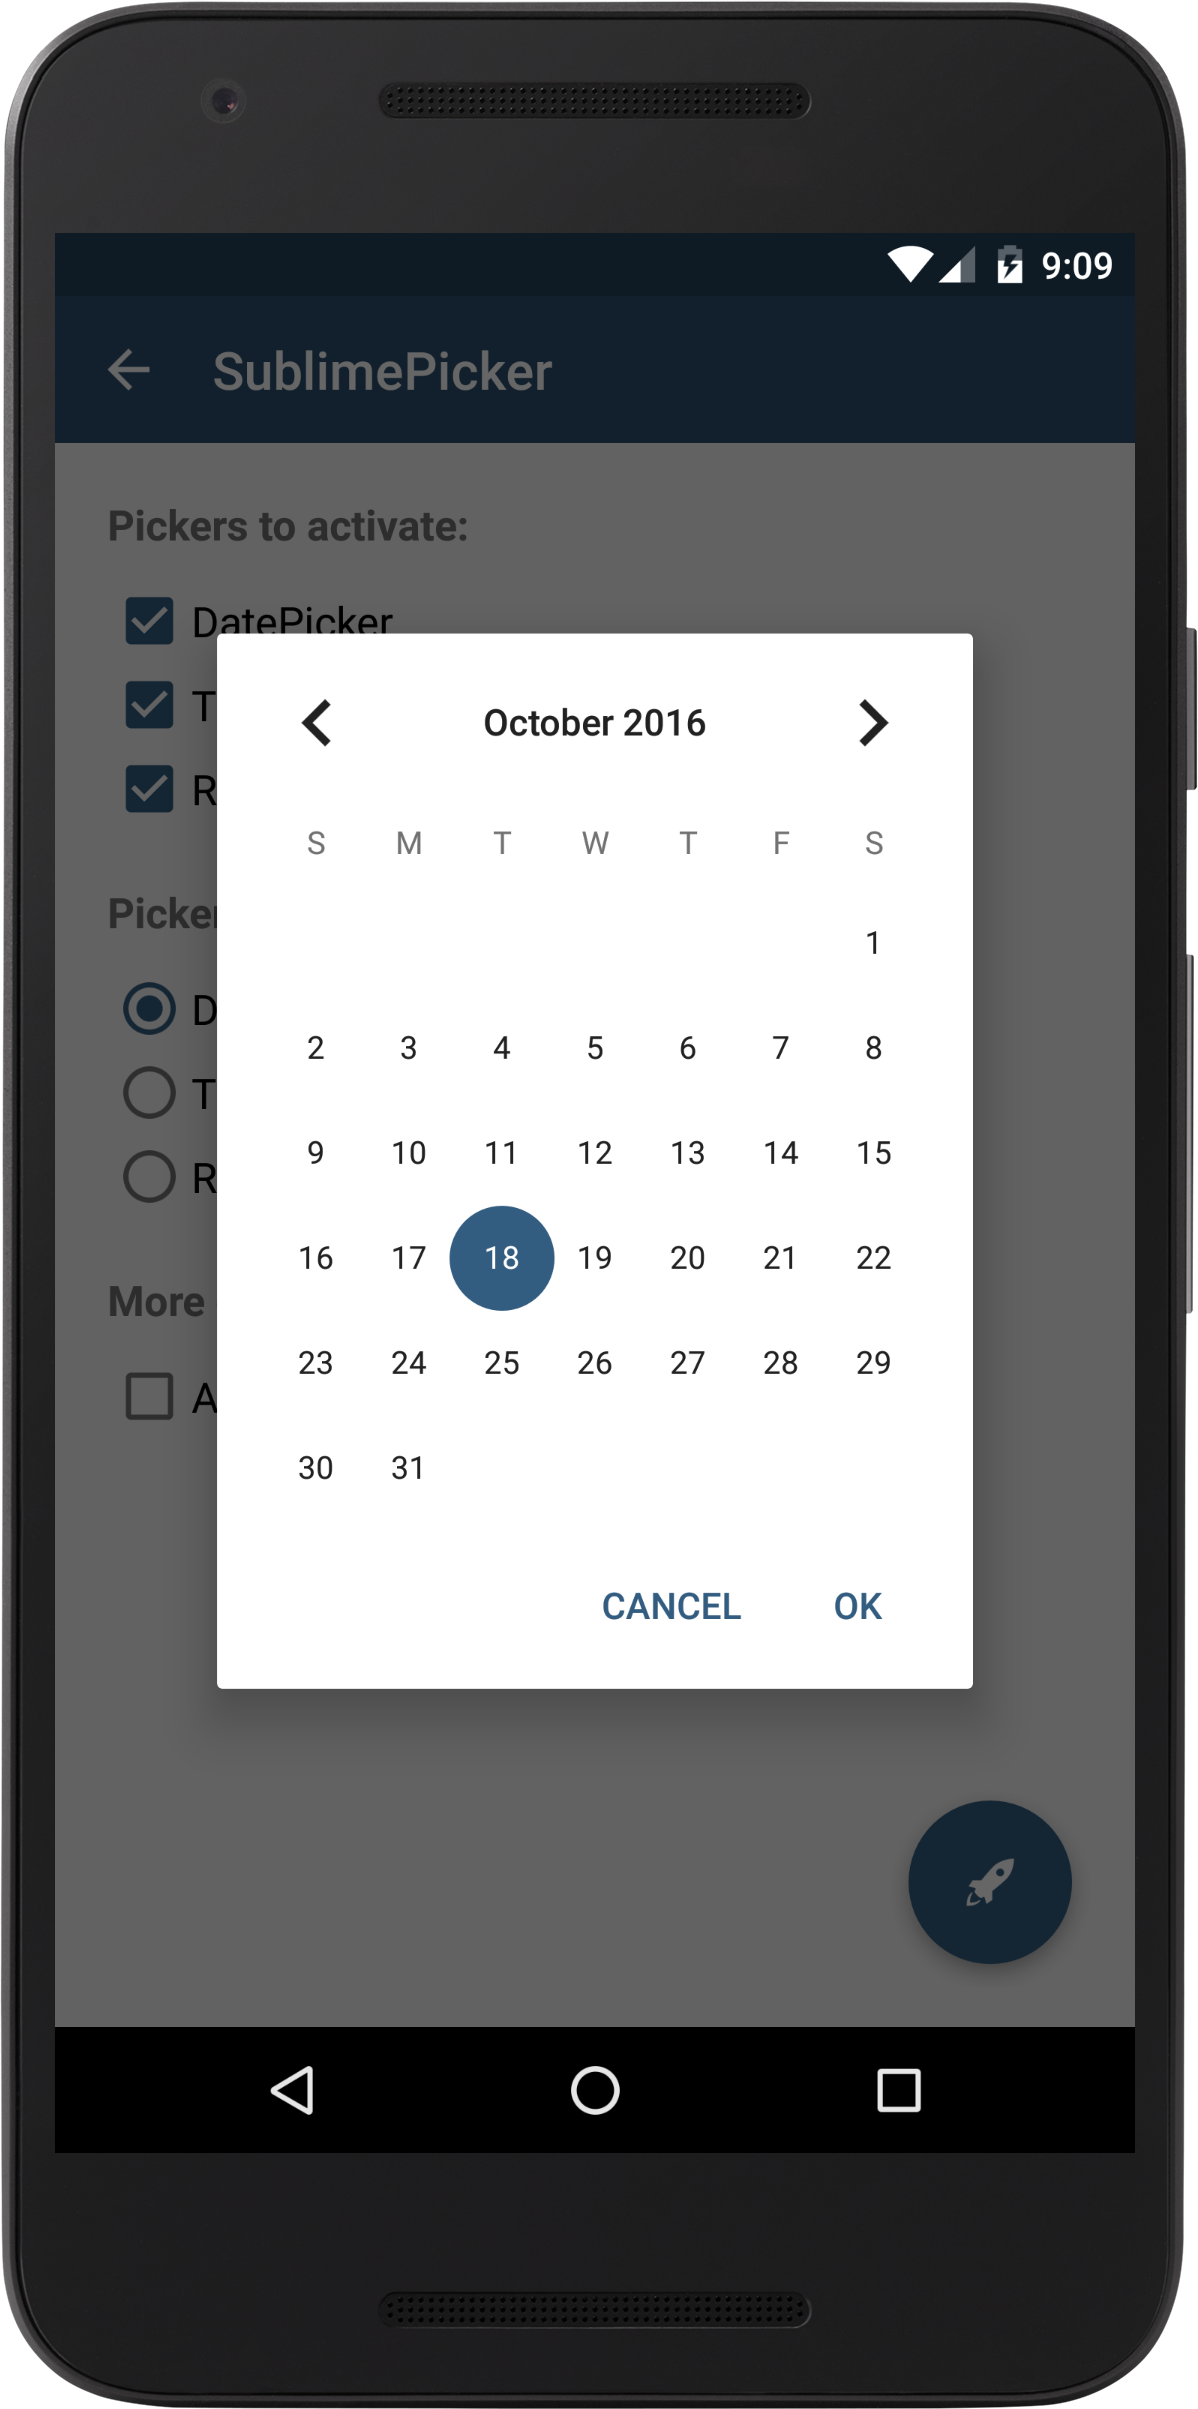 9:09
SublimePicker
Pickers to activate:
DatePicker
T
R
October 2016
S M T W T F S
1
2 3 4 5 6 7 8
9 10 11 12 13 14 15
16 17 18 19 20 21 22
23 24 25 26 27 28 29
30 31
Picker
D
T
R
More
A
CANCEL OK